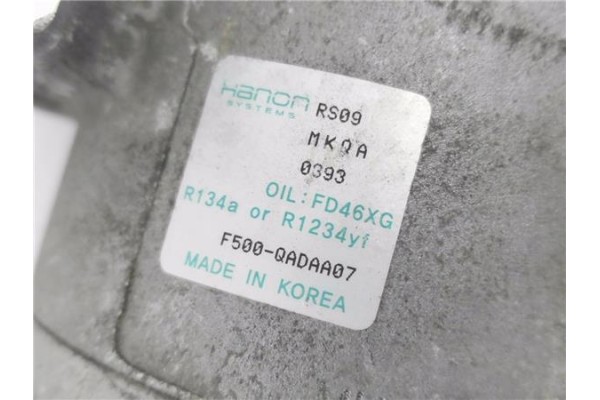 Hanon RS09
SYSTEMS
MKQA
0393
OIL:FD46XG
R134a or R1234yf
F500-QADAA07
MADE IN KOREA